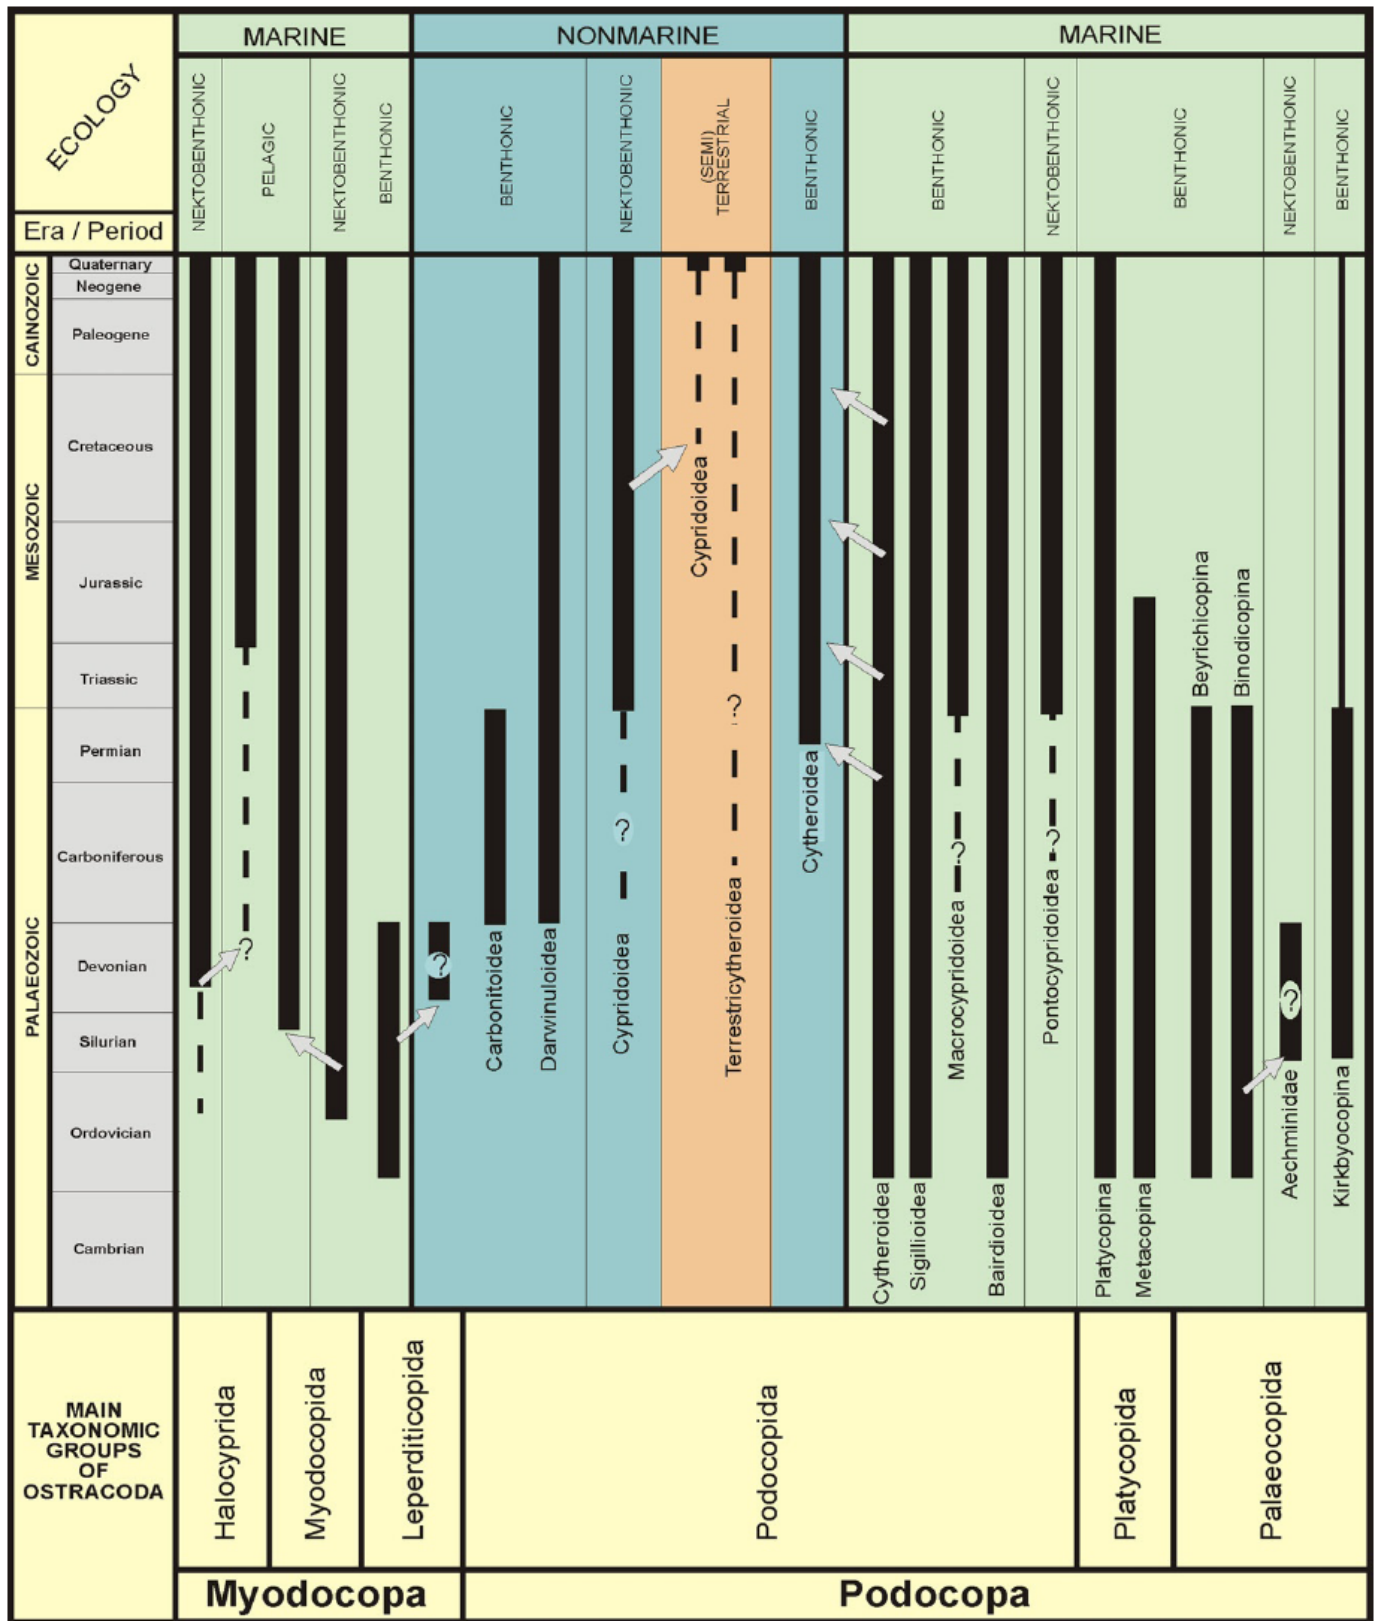 ECOLOGY
Era / Period
MARINE
NONMARINE
MARINE
NEKTOBENTHONIC
PELAGIC
NEKTOBENTHONIC
BENTHONIC
BENTHONIC
NEKTOBENTHONIC
(SEMI)
TERRESTRIAL
BENTHONIC
BENTHONIC
NEKTOBENTHONIC
BENTHONIC
NEKTOBENTHONIC
BENTHONIC
CAINOZOIC
Quaternary
Neogene
Paleogene
MESOZOIC
Cretaceous
Jurassic
Triassic
PALAEOZOIC
Permian
Carboniferous
Devonian
Silurian
Ordovician
Cambrian
?
?
Carbonitoidea
Darwinuloidea
?
Cypridoidea
Cypridoidea
?
Terrestricytheroidea
Cytheroidea
Cytheroidea
Sigillioidea
?
Macrocypridoidea
Bairdioidea
?
Pontocypridoidea
Platycopina
Metacopina
Beyrichicopina
Binodicopina
?
Aechminidae
Kirkbyocopina
MAIN
TAXONOMIC
GROUPS
OF
OSTRACODA
Halocyprida
Myodocopida
Leperditicopida
Podocopida
Platycopida
Palaeocopida
Myodocopa
Podocopa